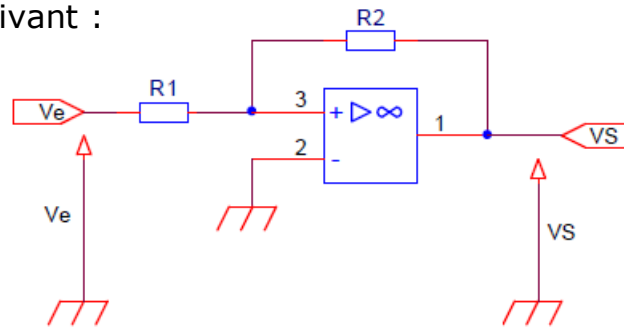 ivant :
R2
R1
Ve
3
+ ▷ ∞
1
VS
2
-
Ve
VS